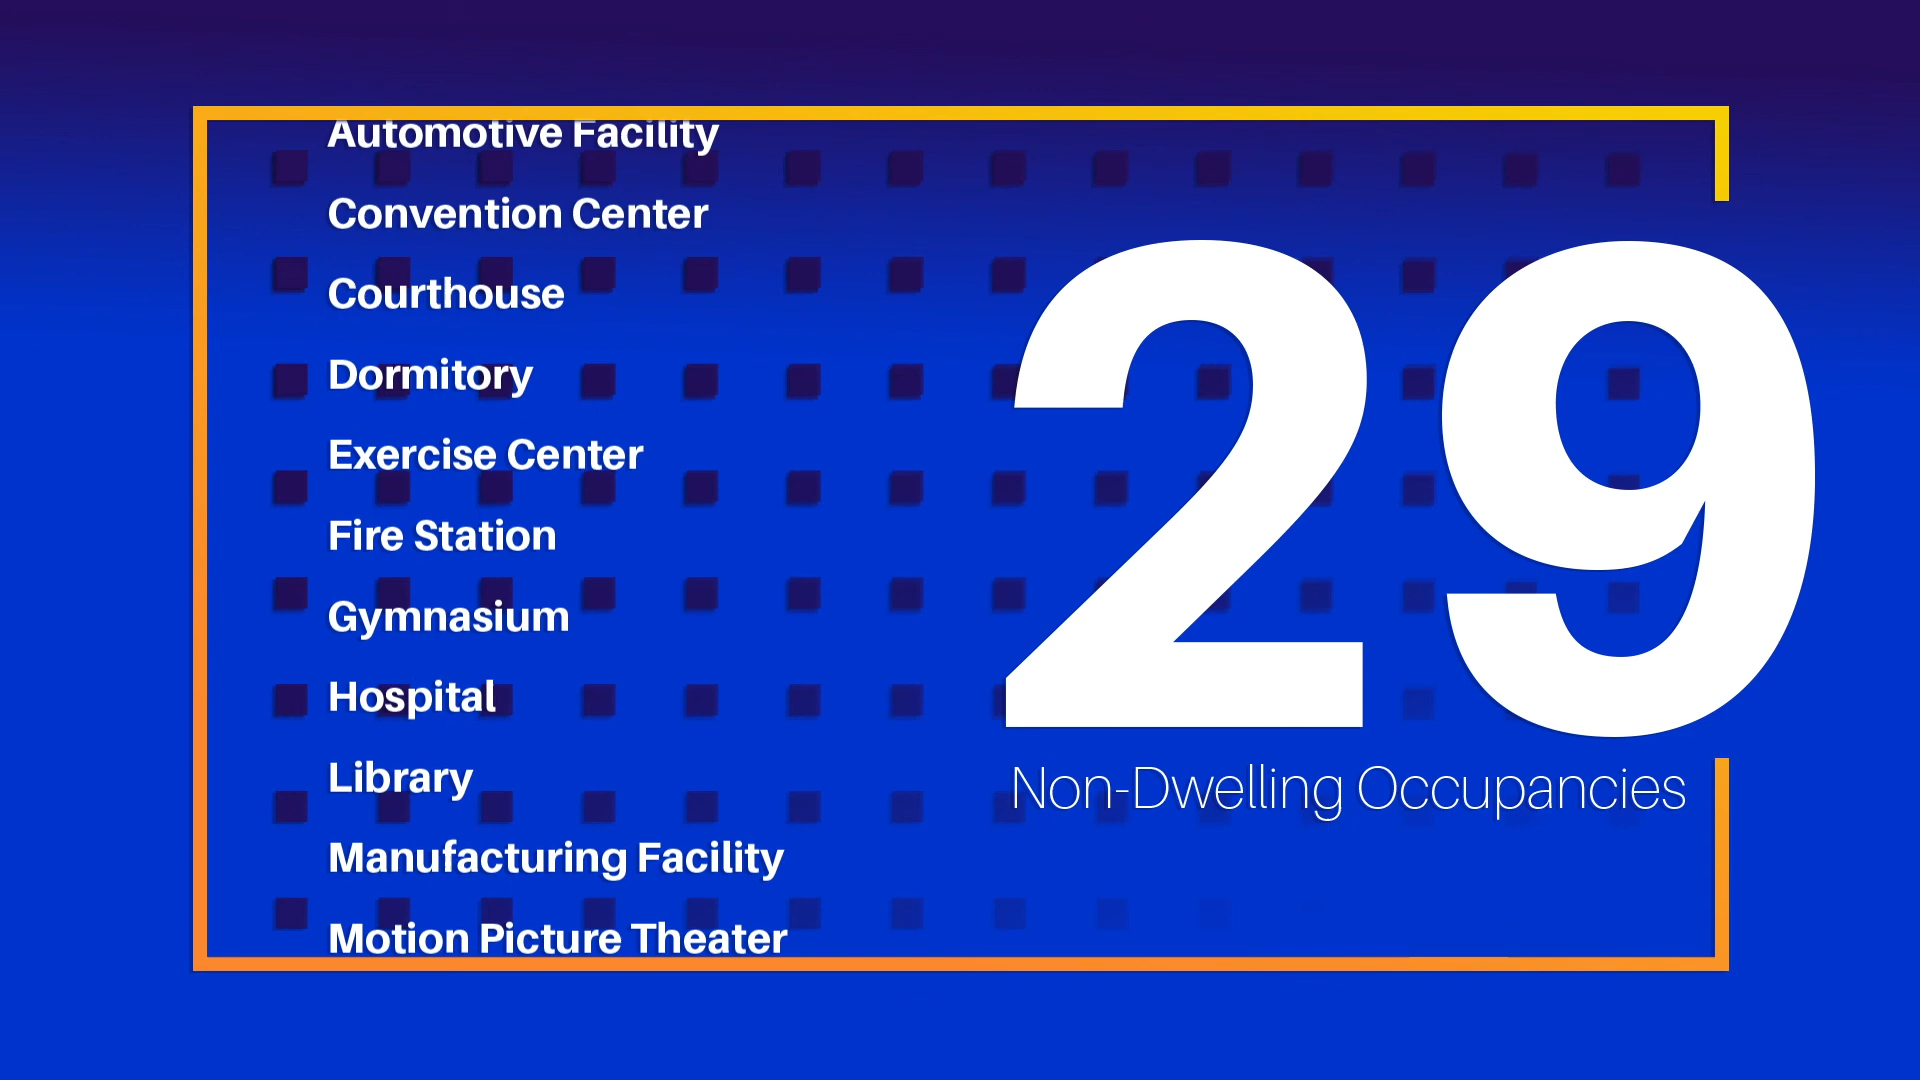 Automotive Facility
Convention Center
Courthouse
Dormitory
Exercise Center
Fire Station
Gymnasium
Hospital
Library
Manufacturing Facility
Motion Picture Theater
29
Non-Dwelling Occupancies